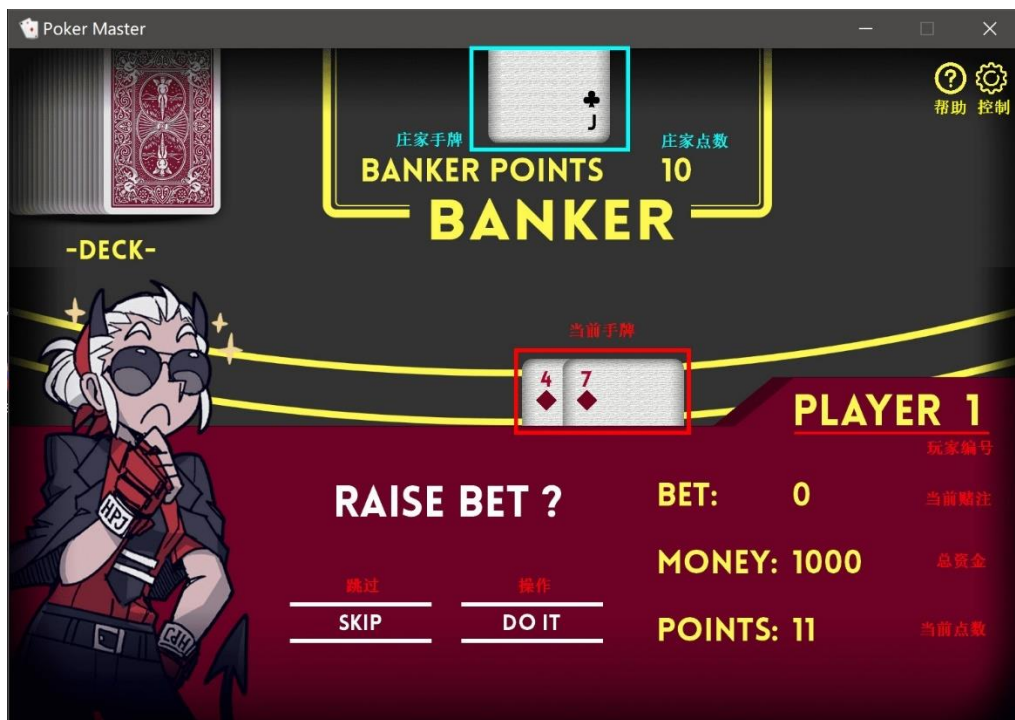 Poker Master
J
帮助 控制
庄家手牌
庄家点数
BANKER POINTS 10
BANKER
-DECK-
当前手牌
4 7
PLAYER 1
玩家编号
RAISE BET ?
BET: 0 当前赌注
MONEY: 1000 总资金
跳过 操作
SKIP DO IT
POINTS: 11 当前点数
HPJ
HPJ